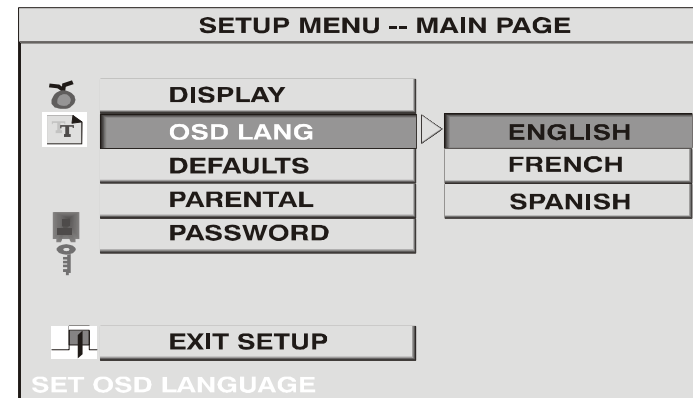 SETUP MENU -- MAIN PAGE
DISPLAY
OSD LANG
ENGLISH
DEFAULTS
FRENCH
PARENTAL
SPANISH
PASSWORD
EXIT SETUP
SET OSD LANGUAGE